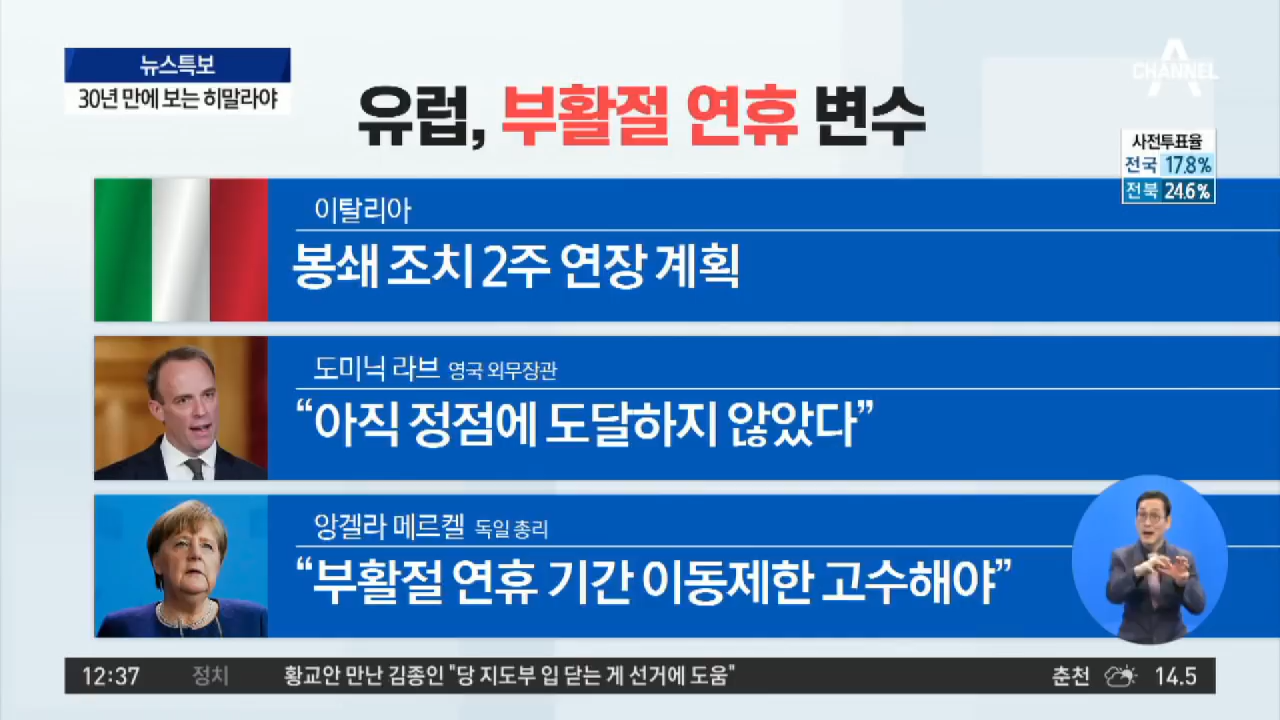 뉴스특보
30년 만에 보는 히말라야
CHANNEL A
유럽, 부활절 연휴 변수
사전투표율
전국 17.8%
전북 24.6%
이탈리아
봉쇄 조치 2주 연장 계획
도미닉 라브 영국 외무장관
“아직 정점에 도달하지 않았다”
앙겔라 메르켈 독일 총리
“부활절 연휴 기간 이동제한 고수해야”
12:37 정치 황교안 만난 김종인 "당 지도부 입 닫는 게 선거에 도움" 춘천 14.5